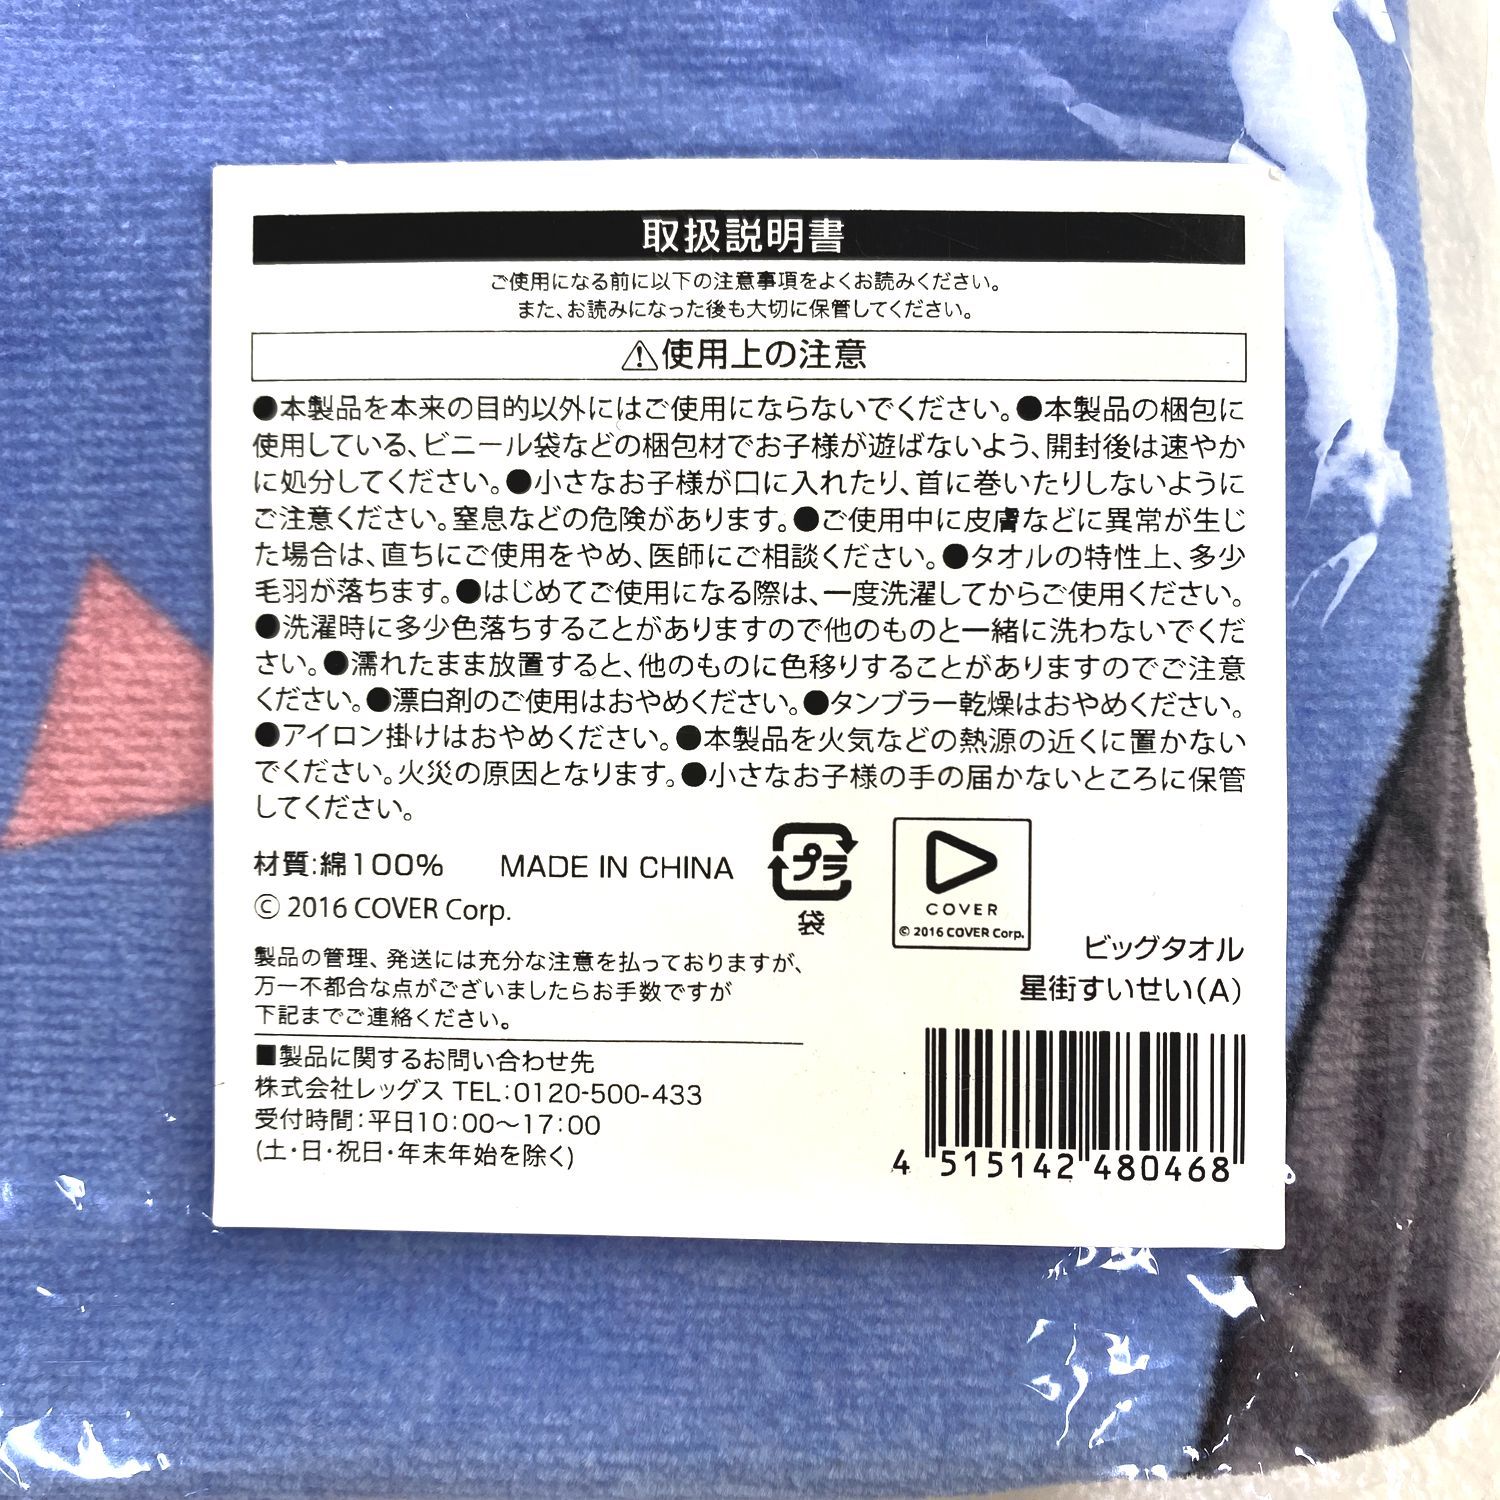 取扱説明書
ご使用になる前に以下の注意事項をよくお読みください。
また、お読みになった後も大切に保管してください。
⚠使用上の注意
●本製品を本来の目的以外にはご使用にならないでください。●本製品の梱包に
使用している、ビニール袋などの梱包材でお子様が遊ばないよう、開封後は速やか
に処分してください。●小さなお子様が口に入れたり、首に巻いたりしないように
ご注意ください。窒息などの危険があります。●ご使用中に皮膚などに異常が生じ
た場合は、直ちにご使用をやめ、医師にご相談ください。●タオルの特性上、多少
毛羽が落ちます。●はじめてご使用になる際は、一度洗濯してからご使用ください。
●洗濯時に多少色落ちすることがありますので他のものと一緒に洗わないでくだ
さい。●濡れたまま放置すると、他のものに色移りすることがありますのでご注意
ください。●漂白剤のご使用はおやめください。●タンブラー乾燥はおやめください。
●アイロン掛けはおやめください。●本製品を火気などの熱源の近くに置かない
でください。火災の原因となります。●小さなお子様の手の届かないところに保管
してください。
材質:綿100% MADE IN CHINA
© 2016 COVER Corp.
プラ
袋
COVER
© 2016 COVER Corp.
製品の管理、発送には充分な注意を払っておりますが、
万一不都合な点がございましたらお手数ですが
下記までご連絡ください。
■製品に関するお問い合わせ先
株式会社レッグス TEL:0120-500-433
受付時間:平日10:00～17:00
(土・日・祝日・年末年始を除く)
ビッグタオル
星街すいせい(A)
4 515142 480468